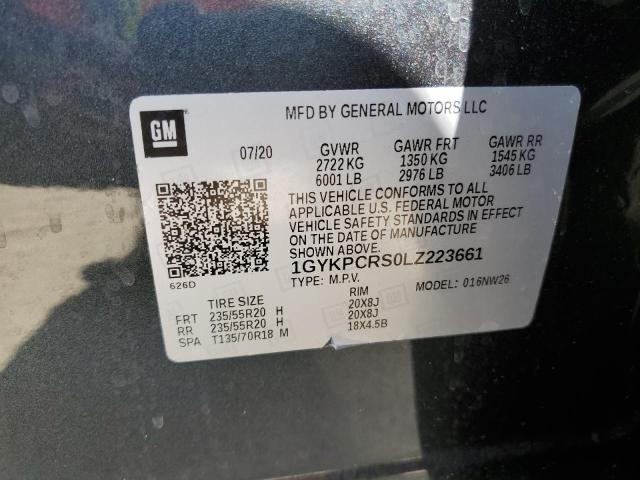 MFD BY GENERAL MOTORS LLC
GM
07/20 GVWR GAWR FRT GAWR RR
2722 KG 1350 KG 1545 KG
6001 LB 2976 LB 3406 LB
THIS VEHICLE CONFORMS TO ALL
APPLICABLE U.S. FEDERAL MOTOR
VEHICLE SAFETY STANDARDS IN EFFECT
ON THE DATE OF MANUFACTURE
SHOWN ABOVE.
1GYKPCRS0LZ223661
TYPE: M.P.V. MODEL: 016NW26
626D
TIRE SIZE RIM
FRT 235/55R20 H 20X8J
RR 235/55R20 H 20X8J
SPA T135/70R18 M 18X4.5B